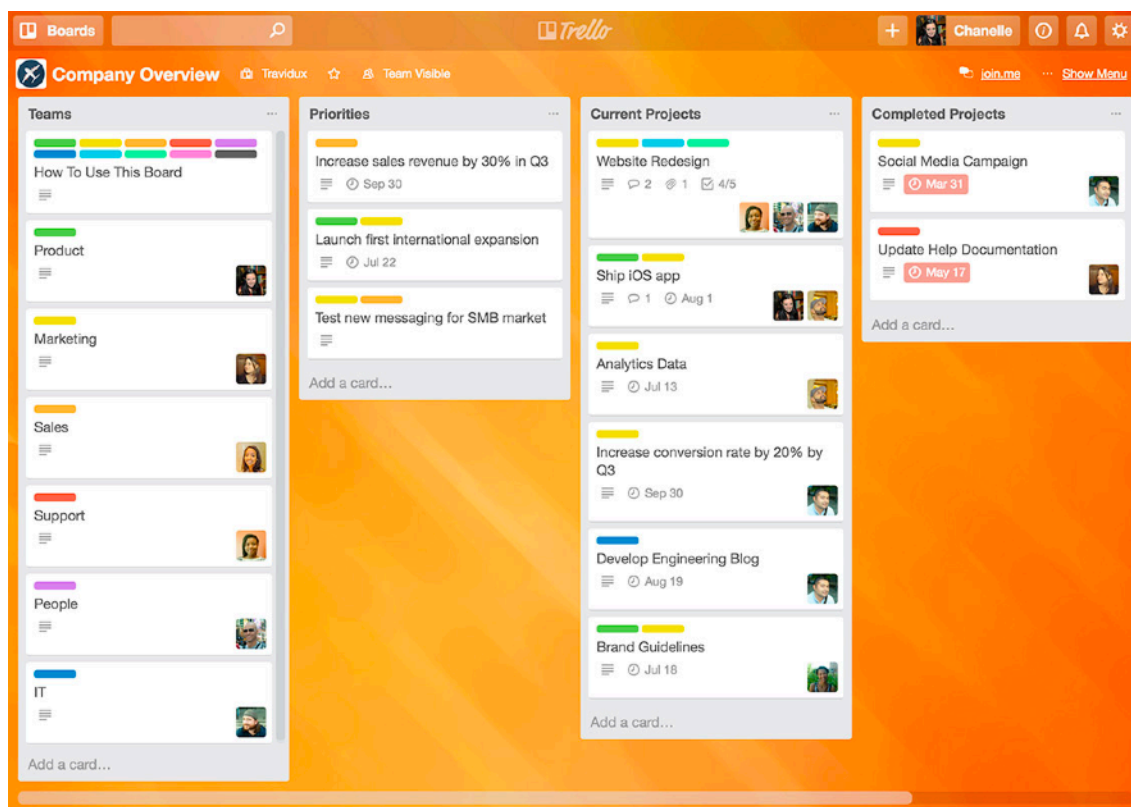 Boards
Trello
Chanelle
Company Overview
Travidux
Team Visible
join.me
... Show Menu
Teams ...
How To Use This Board
Product
Marketing
Sales
Support
People
IT
Add a card...
Priorities ...
Increase sales revenue by 30% in Q3
Sep 30
Launch first international expansion
Jul 22
Test new messaging for SMB market
Add a card...
Current Projects ...
Website Redesign
2 1 4/5
Ship iOS app
1 Aug 1
Analytics Data
Jul 13
Increase conversion rate by 20% by
Q3
Sep 30
Develop Engineering Blog
Aug 19
Brand Guidelines
Jul 18
Add a card...
Completed Projects ...
Social Media Campaign
Mar 31
Update Help Documentation
May 17
Add a card...